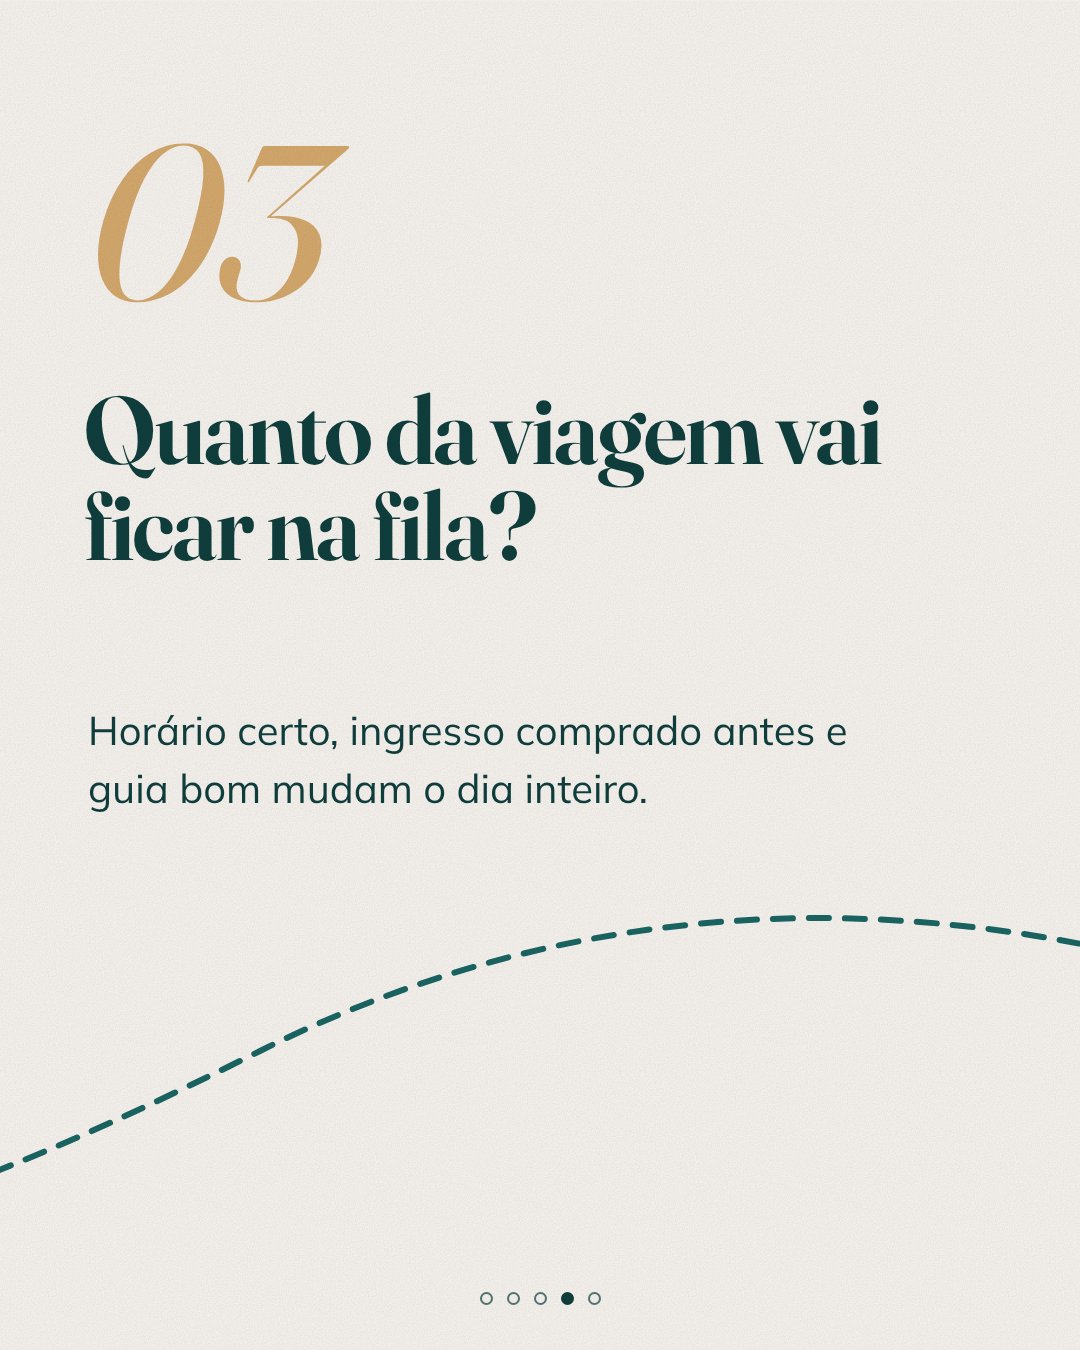 03
Quanto da viagem vai
ficar na fila?
Horário certo, ingresso comprado antes e
guia bom mudam o dia inteiro.